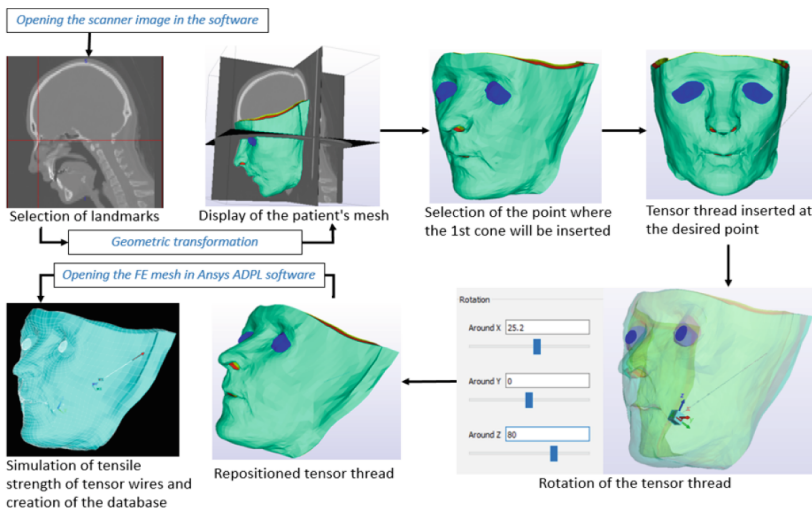 Opening the scanner image in the software
Selection of landmarks
Display of the patient's mesh
Geometric transformation
Selection of the point where
the 1st cone will be inserted
Tensor thread inserted at
the desired point
Rotation
Around X 25.2
Around Y 0
Around Z 80
Rotation of the tensor thread
Repositioned tensor thread
Opening the FE mesh in Ansys ADPL software
Simulation of tensile
strength of tensor wires and
creation of the database